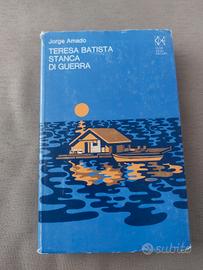 Jorge Amado
TERESA BATISTA
STANCA
DI GUERRA
subito